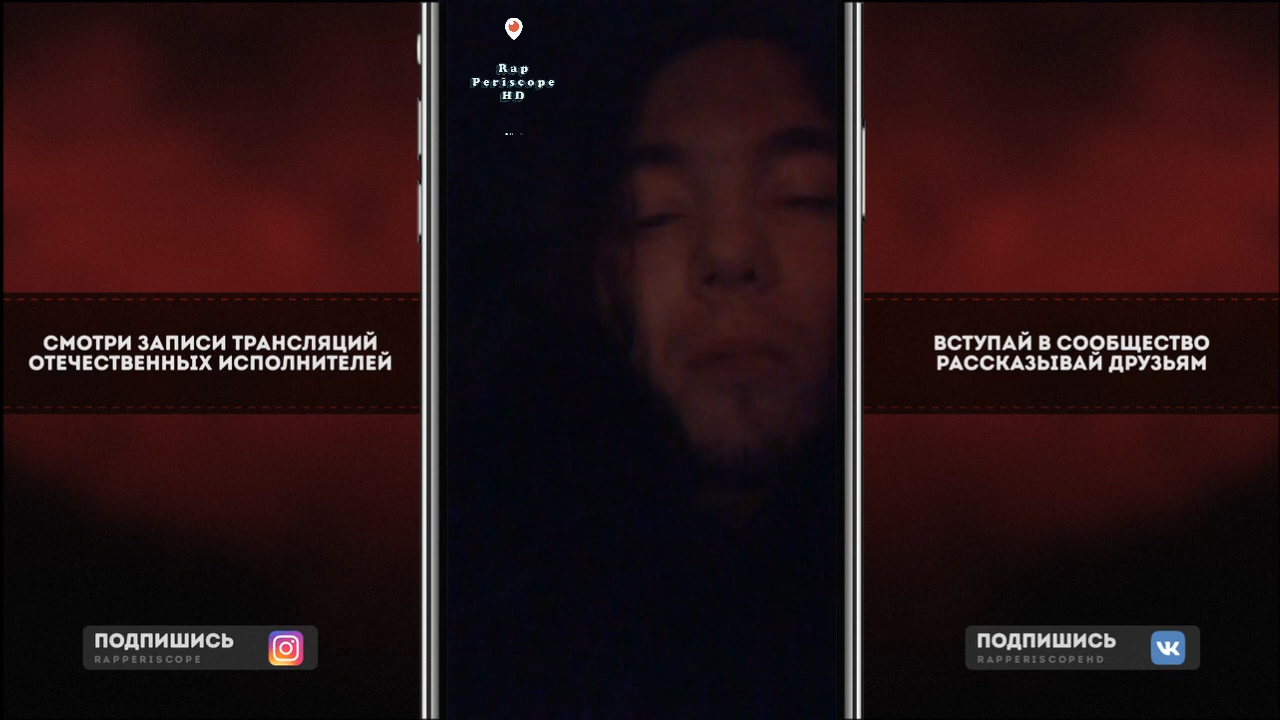 Rap
Periscope
HD
СМОТРИ ЗАПИСИ ТРАНСЛЯЦИЙ
ОТЕЧЕСТВЕННЫХ ИСПОЛНИТЕЛЕЙ
ВСТУПАЙ В СООБЩЕСТВО
РАССКАЗЫВАЙ ДРУЗЬЯМ
ПОДПИШИСЬ
RAPPERISCOPE
ПОДПИШИСЬ
RAPPERISCOPEHD